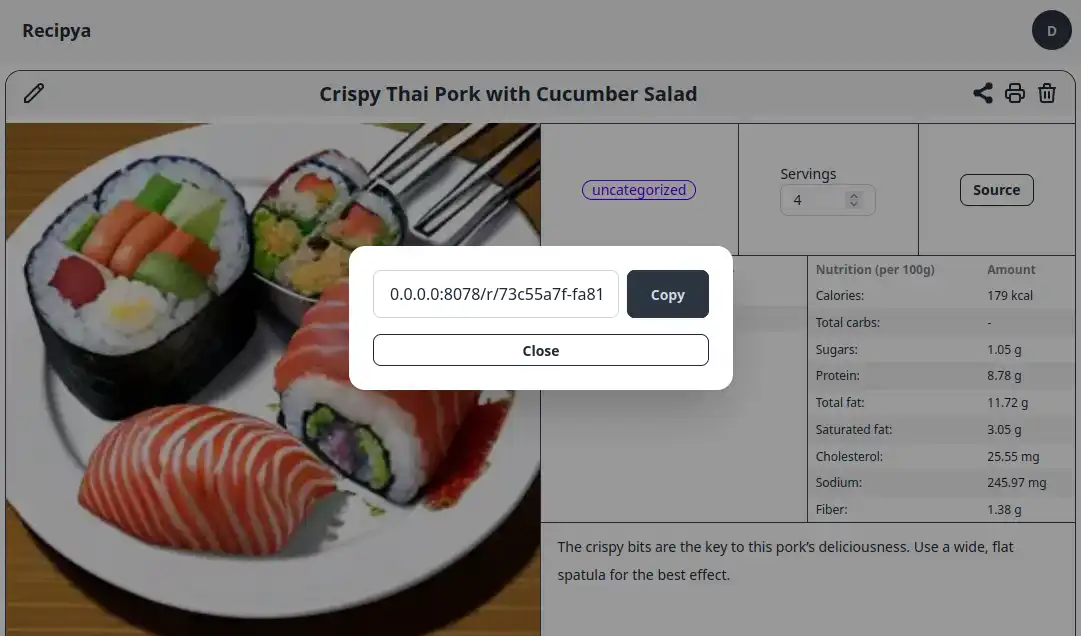 Recipya
D
Crispy Thai Pork with Cucumber Salad
uncategorized
Servings
4
Source
0.0.0.0:8078/r/73c55a7f-fa81
Copy
Close
Nutrition (per 100g) Amount
Calories: 179 kcal
Total carbs: -
Sugars: 1.05 g
Protein: 8.78 g
Total fat: 11.72 g
Saturated fat: 3.05 g
Cholesterol: 25.55 mg
Sodium: 245.97 mg
Fiber: 1.38 g
The crispy bits are the key to this pork’s deliciousness. Use a wide, flat
spatula for the best effect.